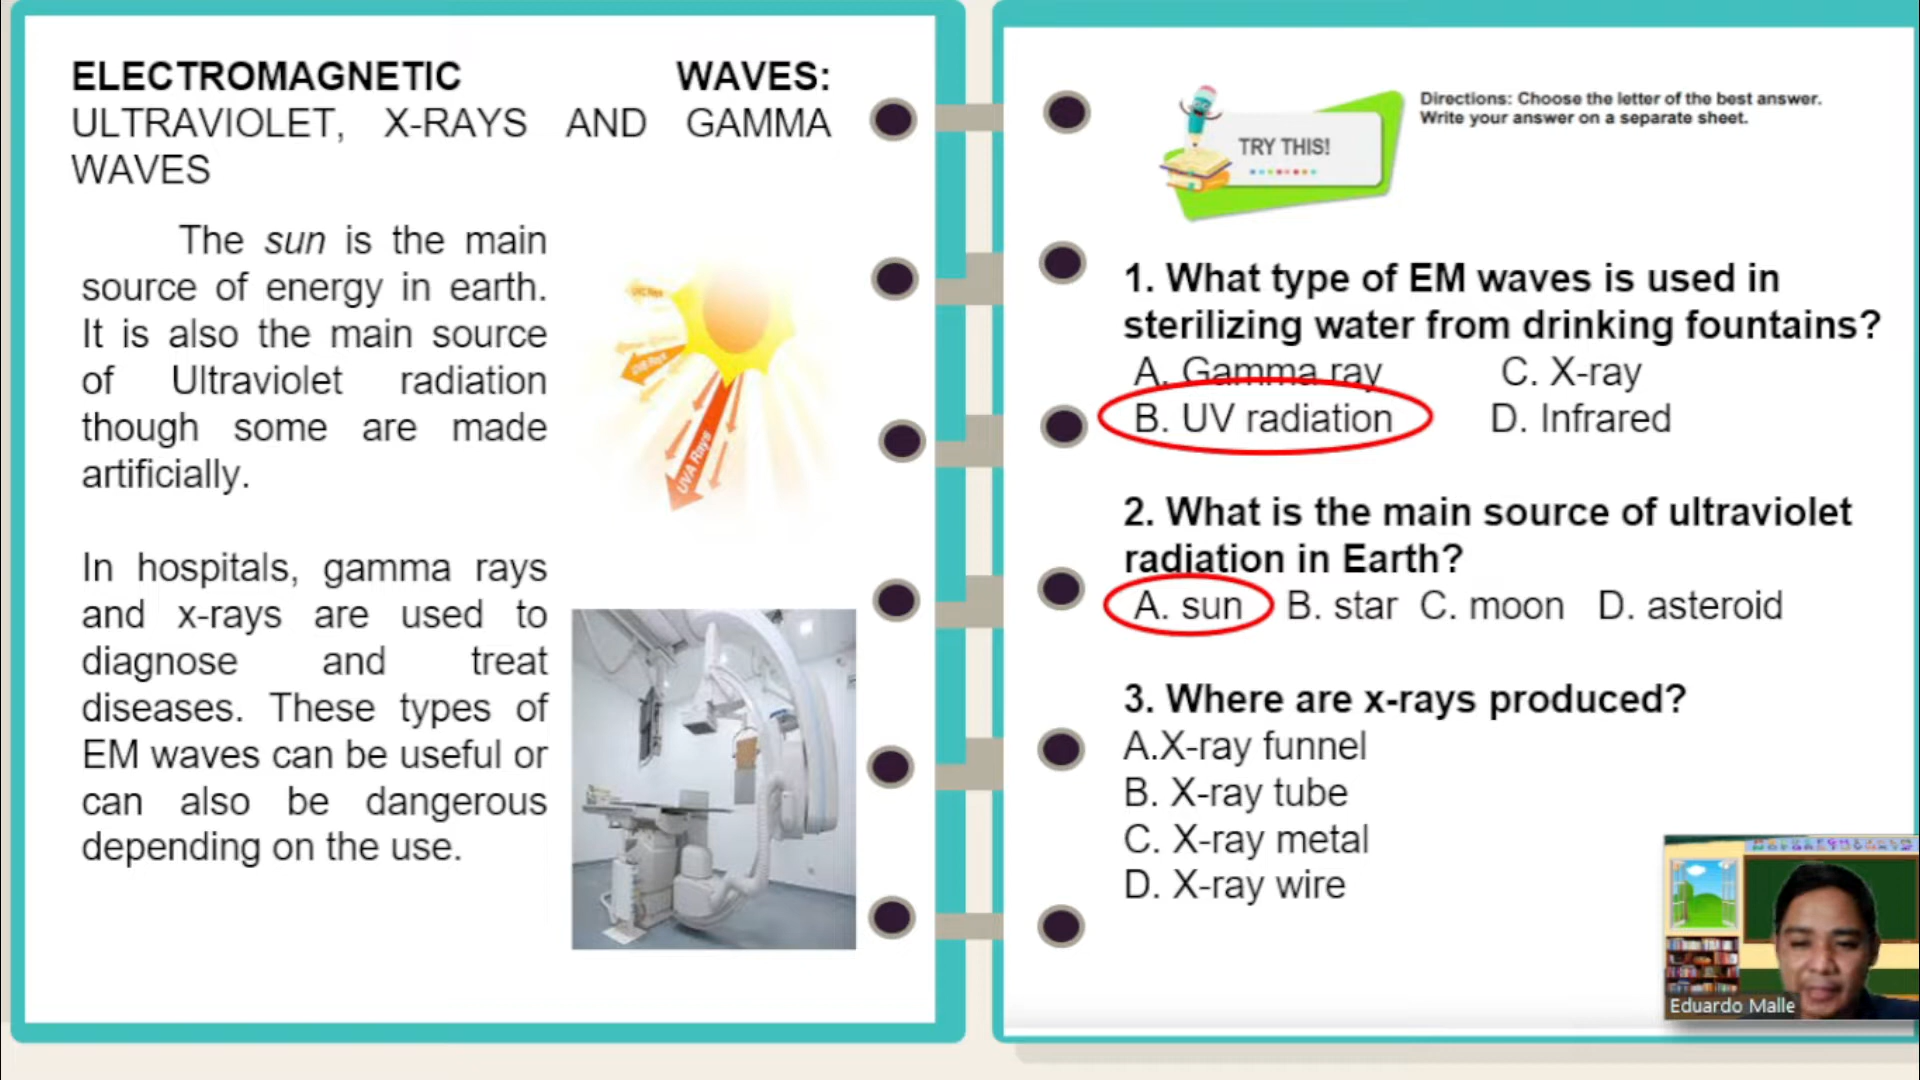 ELECTROMAGNETIC WAVES:
ULTRAVIOLET, X-RAYS AND GAMMA
WAVES
The sun is the main
source of energy in earth.
It is also the main source
of Ultraviolet radiation
though some are made
artificially.
UVB Rays
UVA Rays
In hospitals, gamma rays
and x-rays are used to
diagnose and treat
diseases. These types of
EM waves can be useful or
can also be dangerous
depending on the use.
TRY THIS!
Directions: Choose the letter of the best answer.
Write your answer on a separate sheet.
1. What type of EM waves is used in
sterilizing water from drinking fountains?
A. Gamma ray C. X-ray
B. UV radiation D. Infrared
2. What is the main source of ultraviolet
radiation in Earth?
A. sun B. star C. moon D. asteroid
3. Where are x-rays produced?
A.X-ray funnel
B. X-ray tube
C. X-ray metal
D. X-ray wire
Eduardo Malle